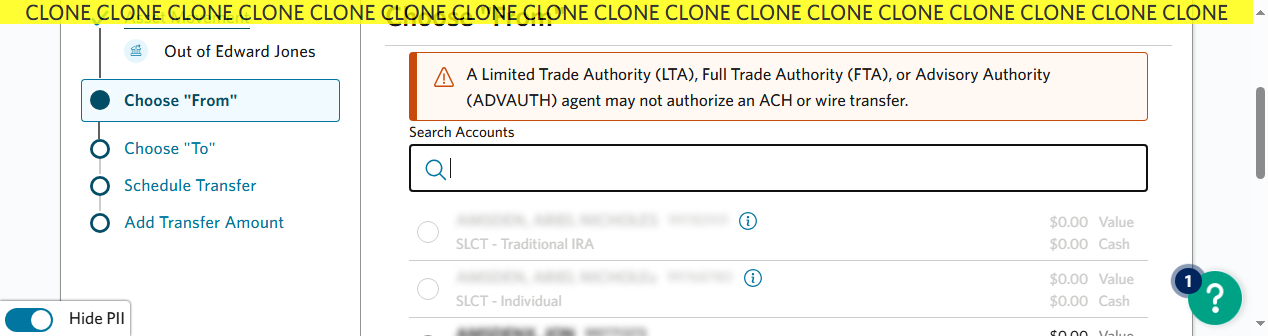 CLONE CLONE CLONE CLONE CLONE CLONE CLONE CLONE CLONE CLONE CLONE CLONE CLONE CLONE CLONE CLONE CLONE
Choose "From"
Out of Edward Jones
Choose "From"
Choose "To"
Schedule Transfer
Add Transfer Amount
A Limited Trade Authority (LTA), Full Trade Authority (FTA), or Advisory Authority
(ADVAUTH) agent may not authorize an ACH or wire transfer.
Search Accounts
$0.00 Value
SLCT - Traditional IRA $0.00 Cash
$0.00 Value
SLCT - Individual $0.00 Cash
$0.00 Value
Hide PII
1
?